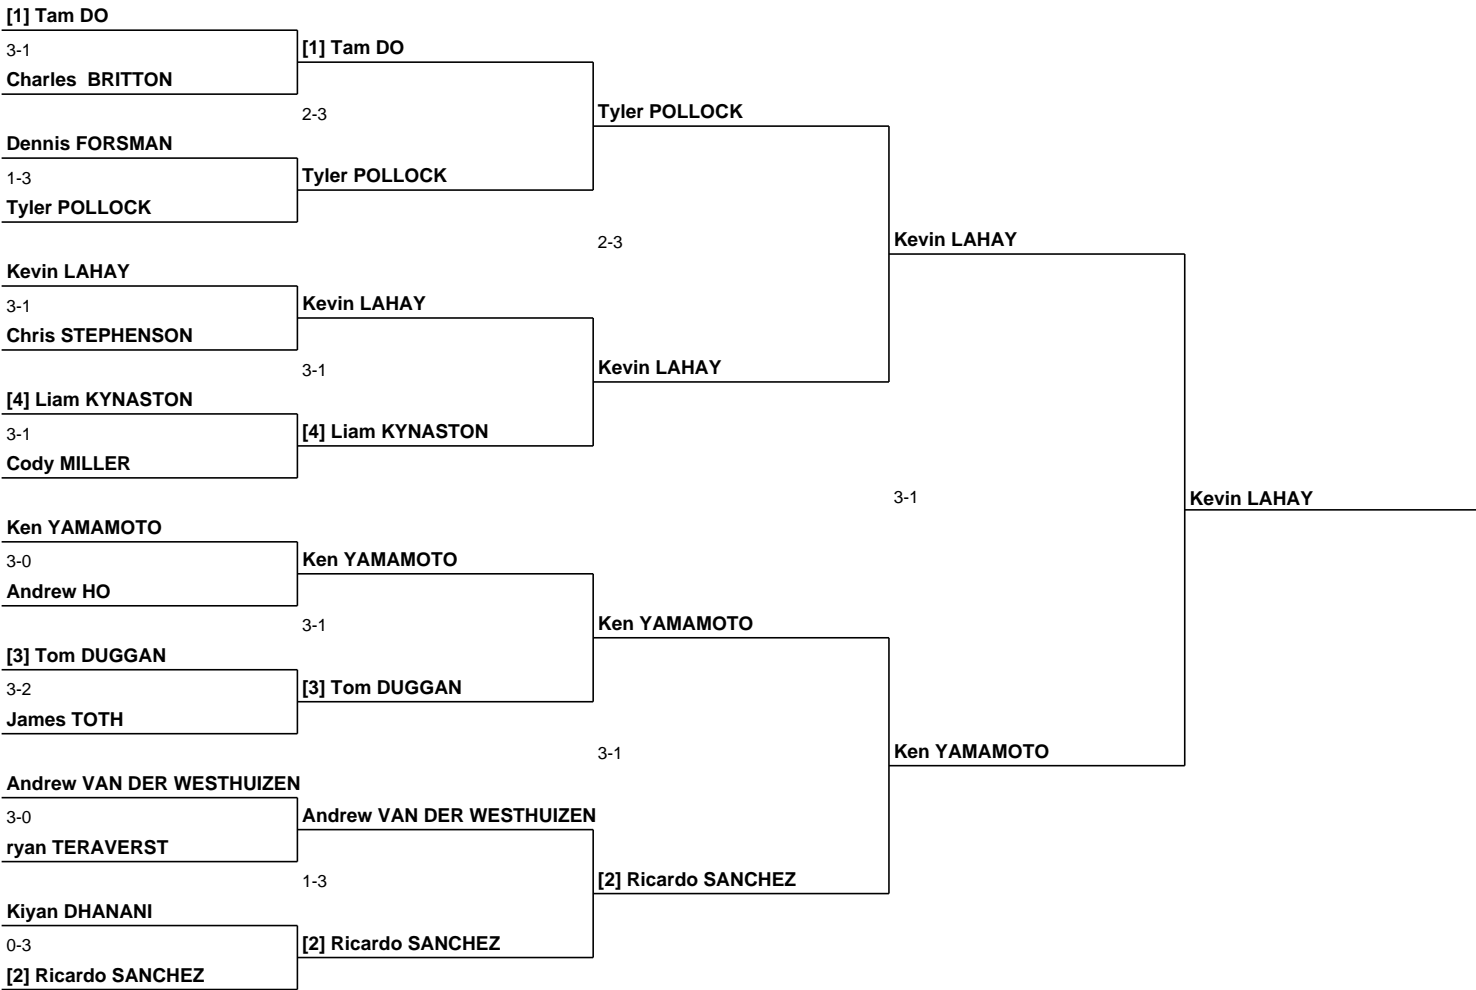 [1] Tam DO
3-1
Charles  BRITTON
Dennis FORSMAN
1-3
Tyler POLLOCK
Kevin LAHAY
3-1
Chris STEPHENSON
[4] Liam KYNASTON
3-1
Cody MILLER
Ken YAMAMOTO
3-0
Andrew HO
[3] Tom DUGGAN
3-2
James TOTH
Andrew VAN DER WESTHUIZEN
3-0
ryan TERAVERST
Kiyan DHANANI
0-3
[2] Ricardo SANCHEZ
[1] Tam DO
2-3
Tyler POLLOCK
Kevin LAHAY
3-1
[4] Liam KYNASTON
Ken YAMAMOTO
3-1
[3] Tom DUGGAN
Andrew VAN DER WESTHUIZEN
1-3
[2] Ricardo SANCHEZ
Tyler POLLOCK
2-3
Kevin LAHAY
Ken YAMAMOTO
3-1
[2] Ricardo SANCHEZ
Kevin LAHAY
3-1
Ken YAMAMOTO
Kevin LAHAY